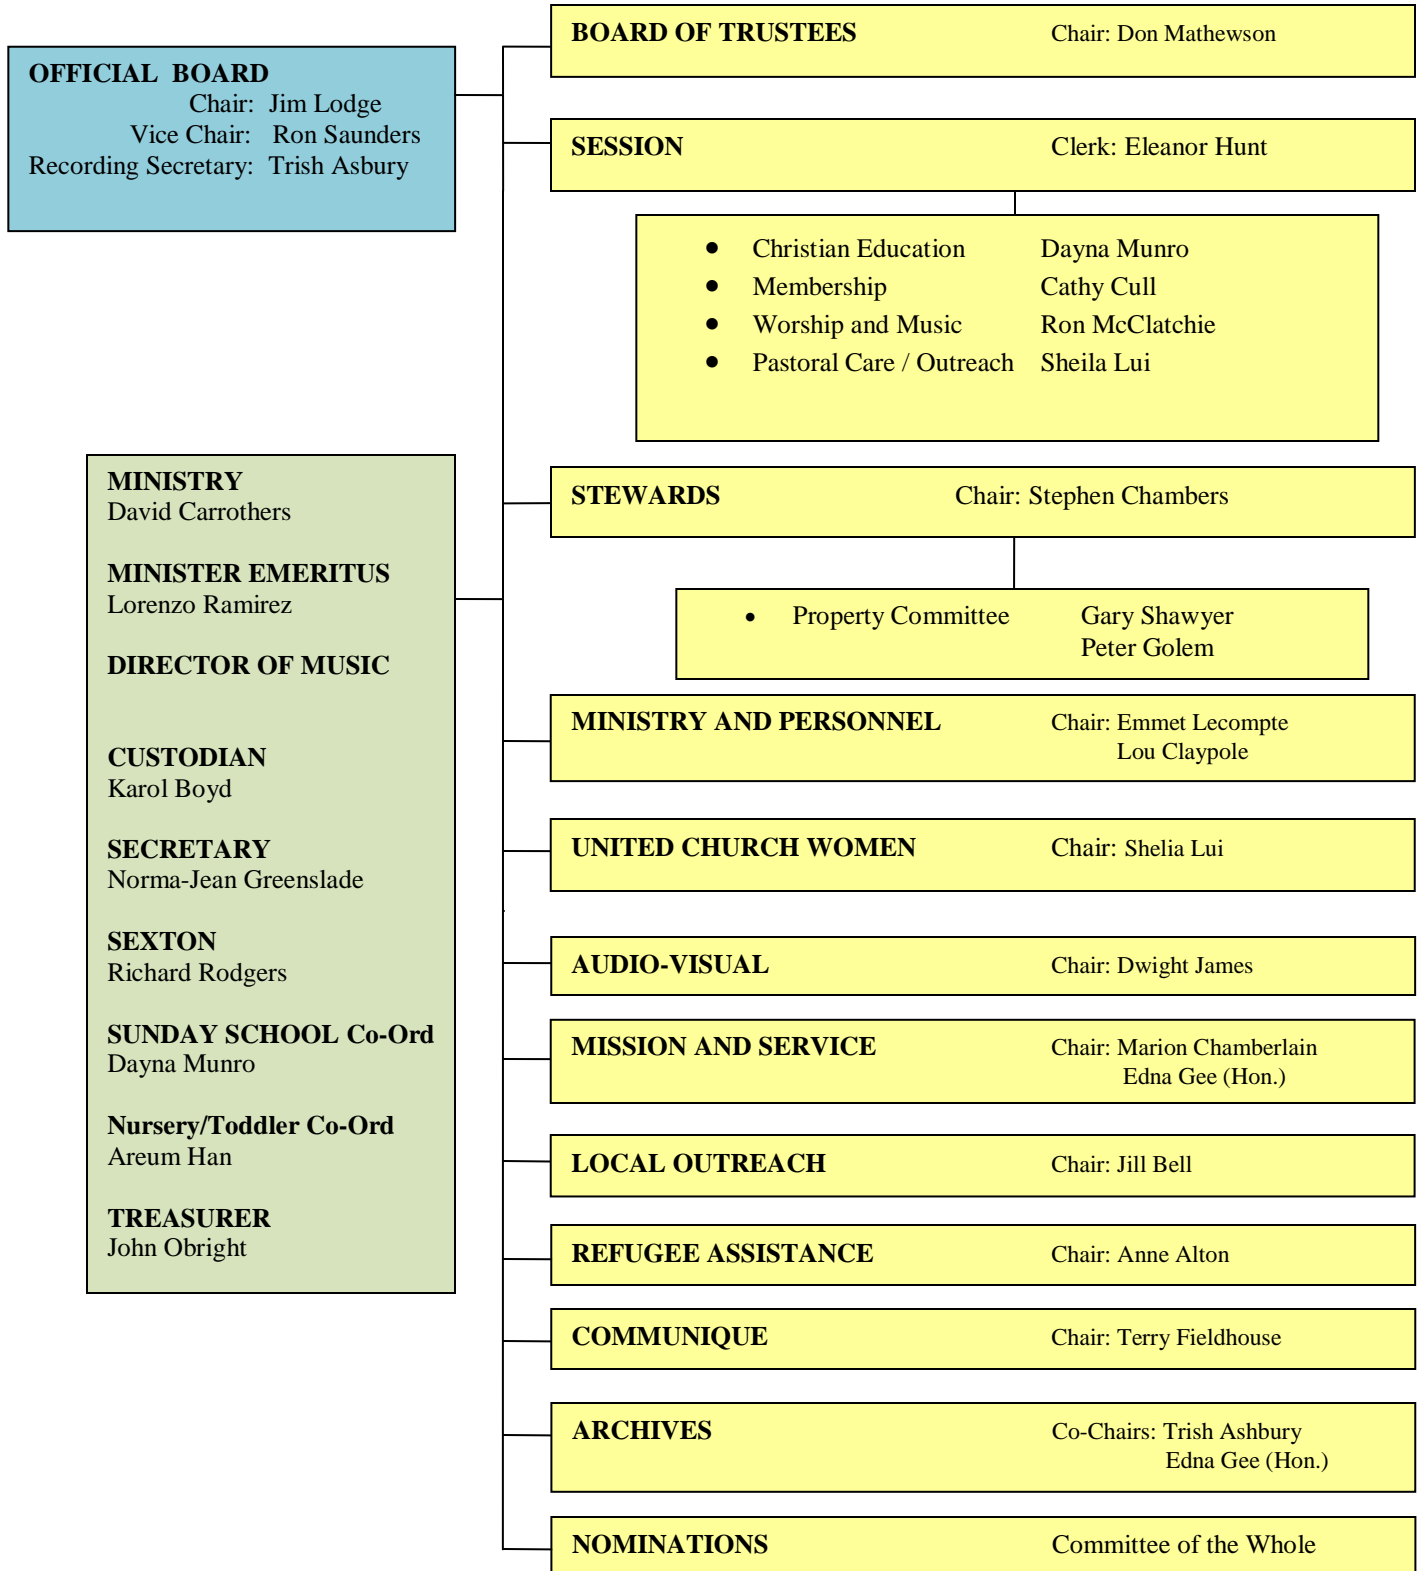 OFFICIAL BOARD
Chair: Jim Lodge
Vice Chair: Ron Saunders
Recording Secretary: Trish Asbury
MINISTRY
David Carrothers
MINISTER EMERITUS
Lorenzo Ramirez
DIRECTOR OF MUSIC
CUSTODIAN
Karol Boyd
SECRETARY
Norma-Jean Greenslade
SEXTON
Richard Rodgers
SUNDAY SCHOOL Co-Ord
Dayna Munro
Nursery/Toddler Co-Ord
Areum Han
TREASURER
John Obright
BOARD OF TRUSTEES Chair: Don Mathewson
SESSION Clerk: Eleanor Hunt
• Christian Education Dayna Munro
• Membership Cathy Cull
• Worship and Music Ron McClatchie
• Pastoral Care / Outreach Sheila Lui
STEWARDS Chair: Stephen Chambers
• Property Committee Gary Shawyer
Peter Golem
MINISTRY AND PERSONNEL Chair: Emmet Lecompte
Lou Claypole
UNITED CHURCH WOMEN Chair: Shelia Lui
AUDIO-VISUAL Chair: Dwight James
MISSION AND SERVICE Chair: Marion Chamberlain
Edna Gee (Hon.)
LOCAL OUTREACH Chair: Jill Bell
REFUGEE ASSISTANCE Chair: Anne Alton
COMMUNIQUE Chair: Terry Fieldhouse
ARCHIVES Co-Chairs: Trish Ashbury
Edna Gee (Hon.)
NOMINATIONS Committee of the Whole